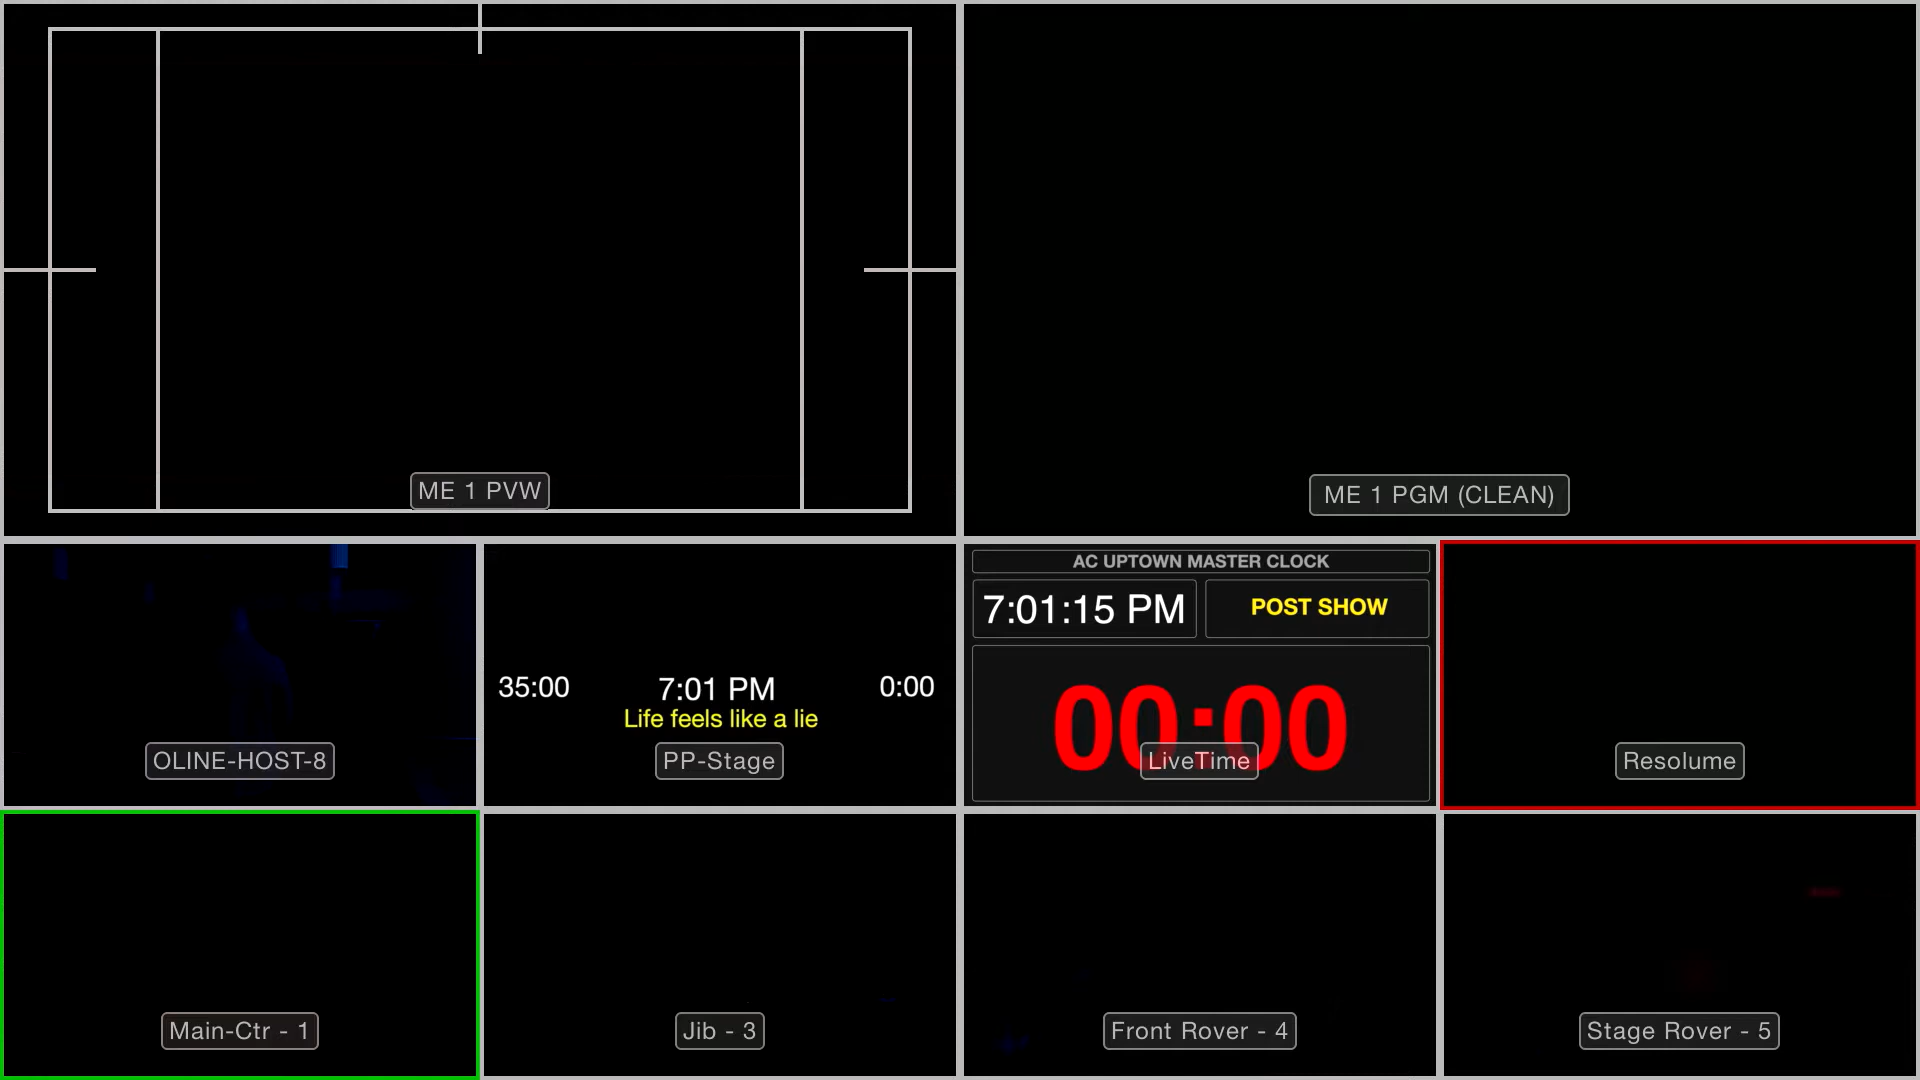 ME 1 PVW
ME 1 PGM (CLEAN)
OLINE-HOST-8
35:00
7:01 PM
0:00
Life feels like a lie
PP-Stage
AC UPTOWN MASTER CLOCK
7:01:15 PM
POST SHOW
00:00
LiveTime
Resolume
Main-Ctr - 1
Jib - 3
Front Rover - 4
Stage Rover - 5